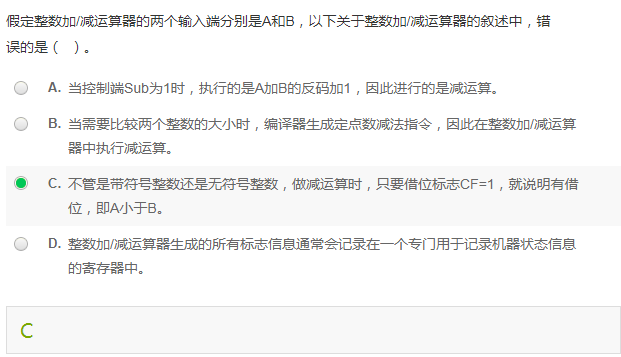 假定整数加/减运算器的两个输入端分别是A和B，以下关于整数加/减运算器的叙述中，错
误的是（　）。
A. 当控制端Sub为1时，执行的是A加B的反码加1，因此进行的是减运算。
B. 当需要比较两个整数的大小时，编译器生成定点数减法指令，因此在整数加/减运算
器中执行减运算。
C. 不管是带符号整数还是无符号整数，做减运算时，只要借位标志CF=1，就说明有借
位，即A小于B。
D. 整数加/减运算器生成的所有标志信息通常会记录在一个专门用于记录机器状态信息
的寄存器中。
C